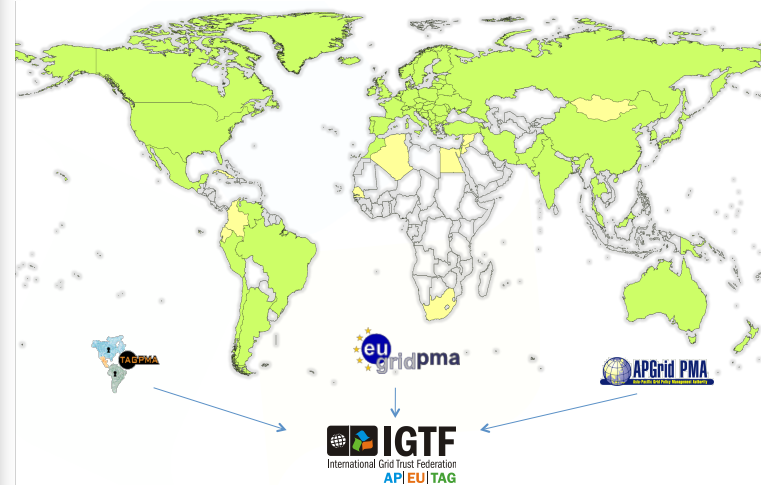 TAGPMA
eu
gridpma
APGrid PMA
Asia-Pacific Grid Policy Management Authority
IGTF
International Grid Trust Federation
AP|EU|TAG